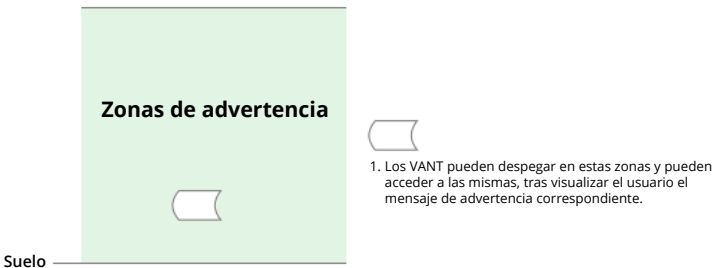 Zonas de advertencia
1. Los VANT pueden despegar en estas zonas y pueden
acceder a las mismas, tras visualizar el usuario el
mensaje de advertencia correspondiente.
Suelo